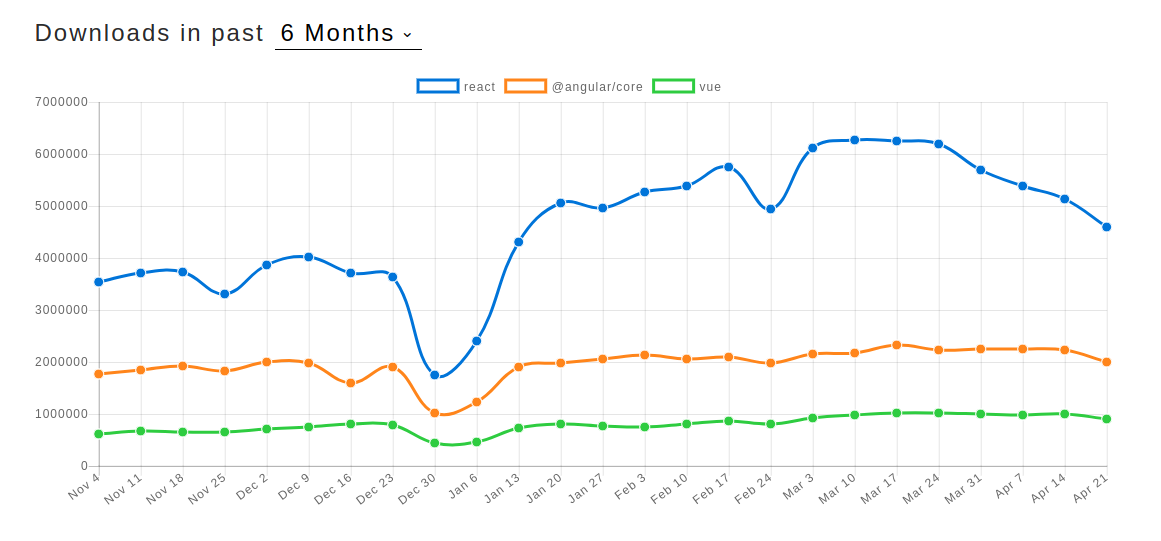 Downloads in past 6 Months
react @angular/core vue
7000000
6000000
5000000
4000000
3000000
2000000
1000000
0
Nov 4 Nov 11 Nov 18 Nov 25 Dec 2 Dec 9 Dec 16 Dec 23 Dec 30 Jan 6 Jan 13 Jan 20 Jan 27 Feb 3 Feb 10 Feb 17 Feb 24 Mar 3 Mar 10 Mar 17 Mar 24 Mar 31 Apr 7 Apr 14 Apr 21